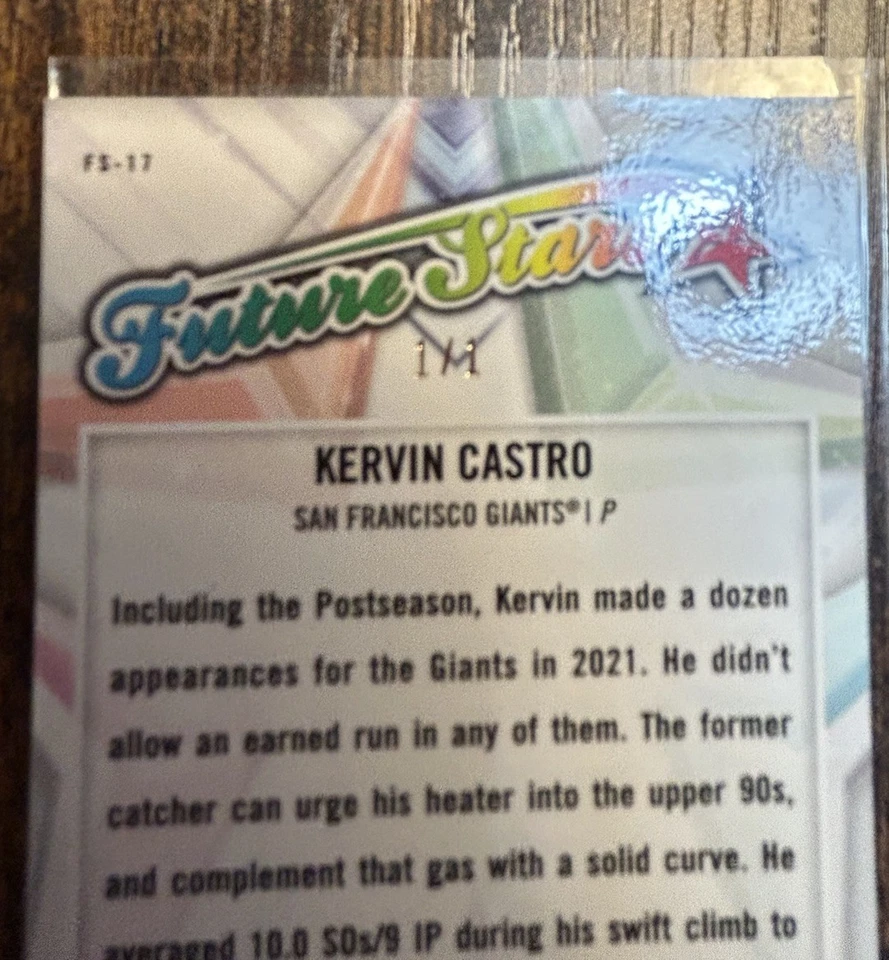 FS-17
Future Stars
1/1
KERVIN CASTRO
SAN FRANCISCO GIANTS® | P
Including the Postseason, Kervin made a dozen
appearances for the Giants in 2021. He didn't
allow an earned run in any of them. The former
catcher can urge his heater into the upper 90s,
and complement that gas with a solid curve. He
averaged 10.0 SOs/9 IP during his swift climb to